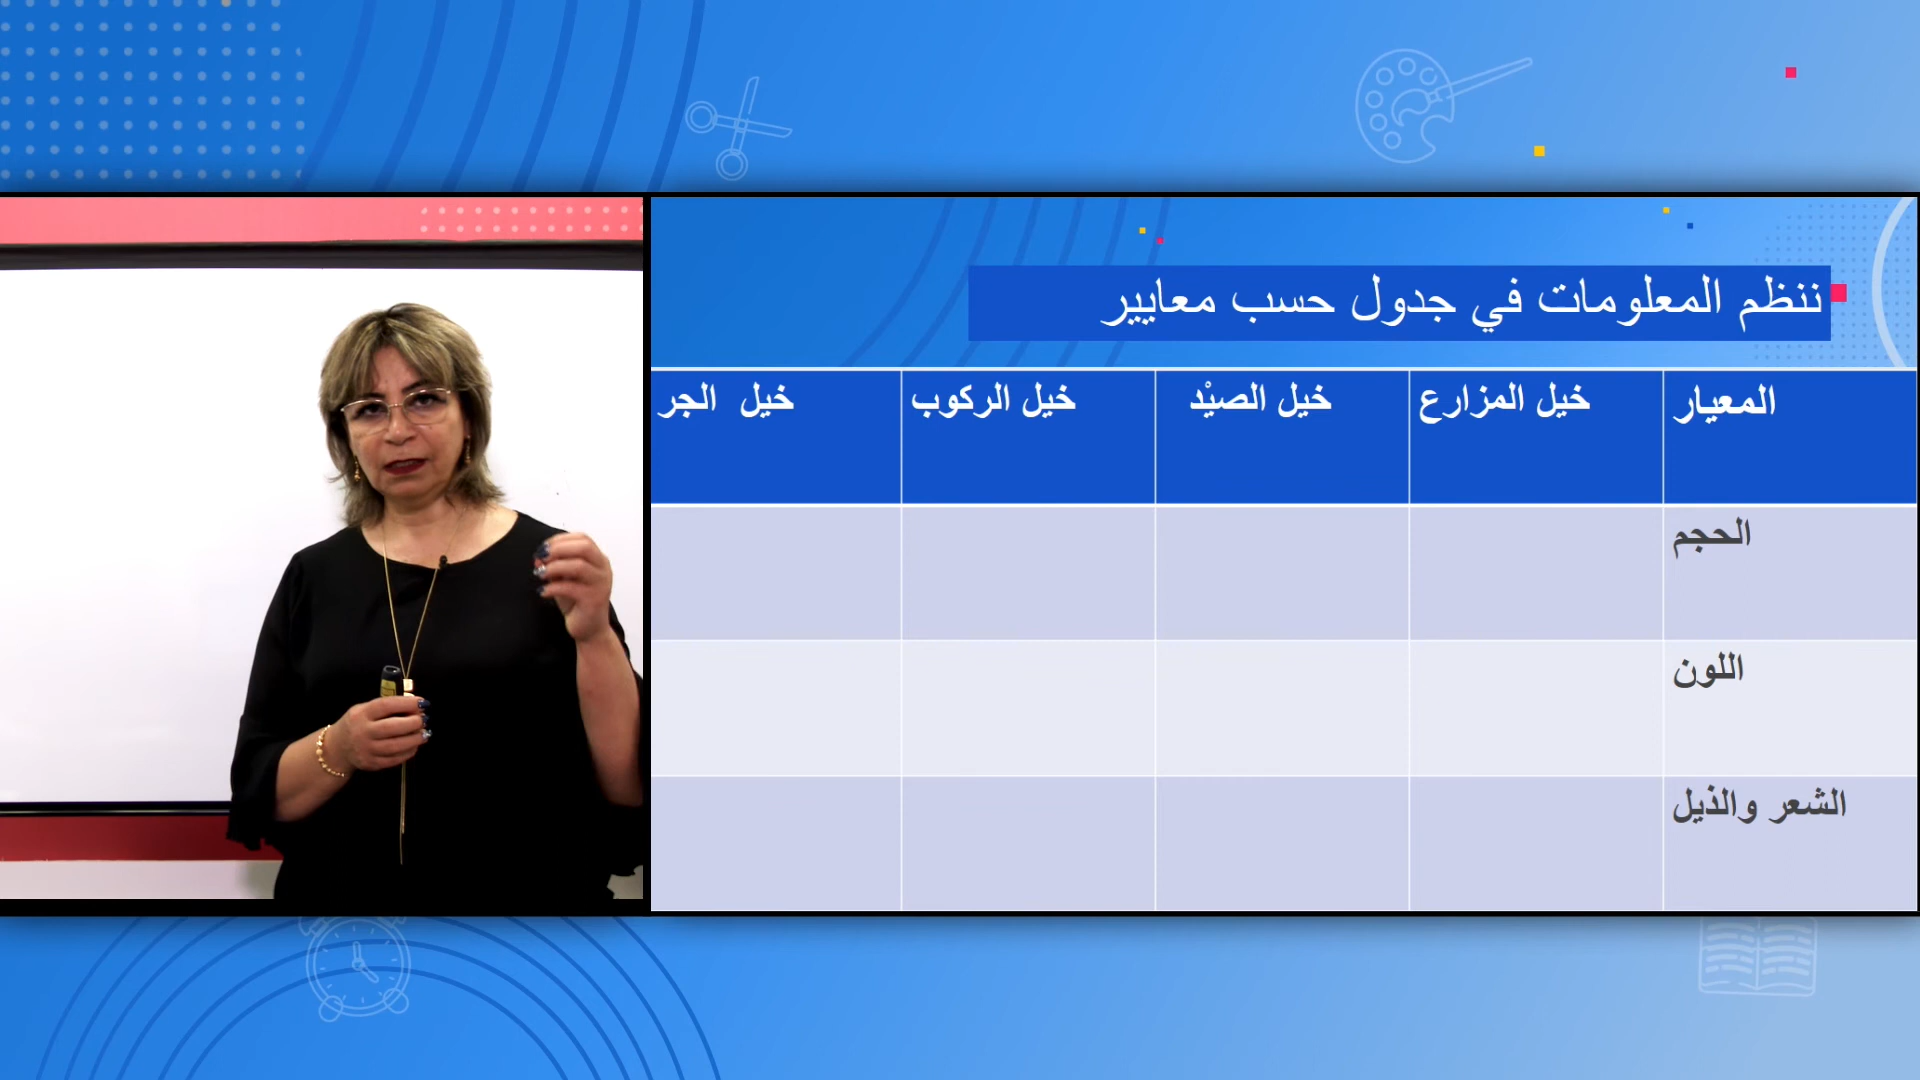 ننظم المعلومات في جدول حسب معايير
المعيار
خيل المزارع
خيل الصيْد
خيل الركوب
خيل الجر
الحجم
اللون
الشعر والذيل